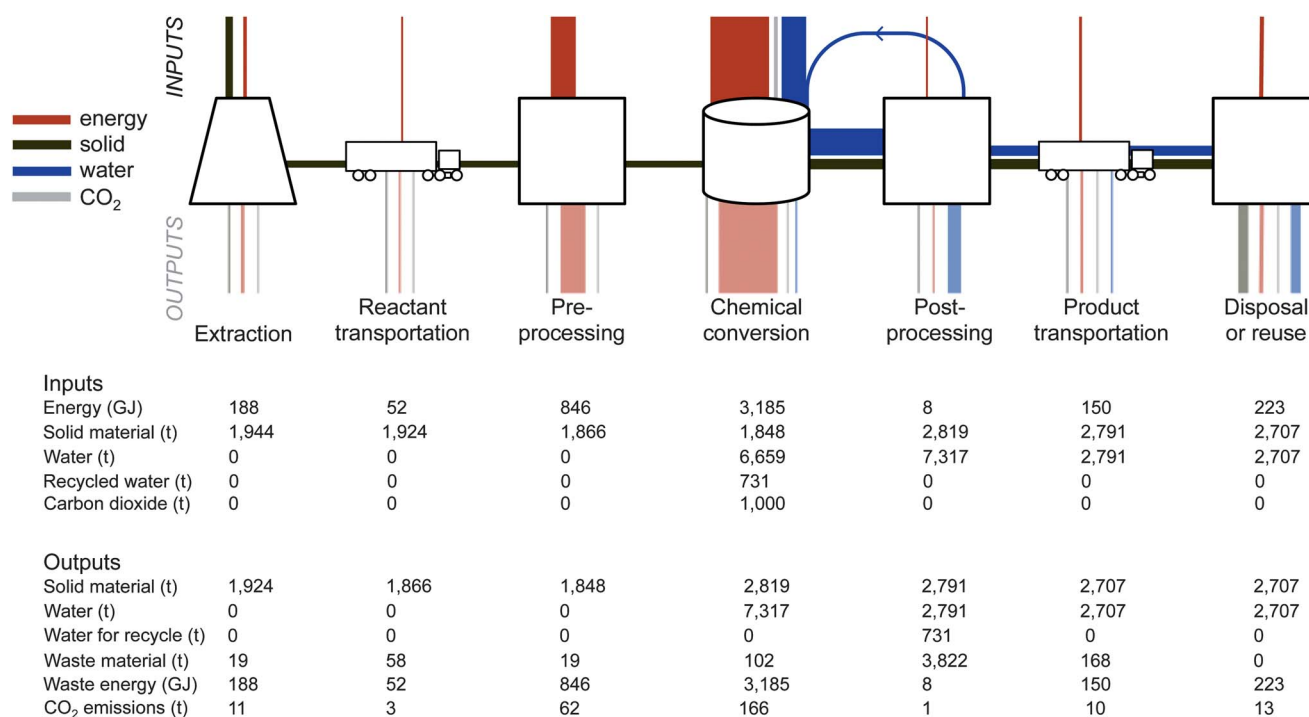 INPUTS
energy
solid
water
CO2
OUTPUTS
Extraction
Reactant transportation
Pre-processing
Chemical conversion
Post-processing
Product transportation
Disposal or reuse
Inputs
Energy (GJ) 188 52 846 3,185 8 150 223
Solid material (t) 1,944 1,924 1,866 1,848 2,819 2,791 2,707
Water (t) 0 0 0 6,659 7,317 2,791 2,707
Recycled water (t) 0 0 0 731 0 0 0
Carbon dioxide (t) 0 0 0 1,000 0 0 0
Outputs
Solid material (t) 1,924 1,866 1,848 2,819 2,791 2,707 2,707
Water (t) 0 0 0 7,317 2,791 2,707 2,707
Water for recycle (t) 0 0 0 0 731 0 0
Waste material (t) 19 58 19 102 3,822 168 0
Waste energy (GJ) 188 52 846 3,185 8 150 223
CO2 emissions (t) 11 3 62 166 1 10 13